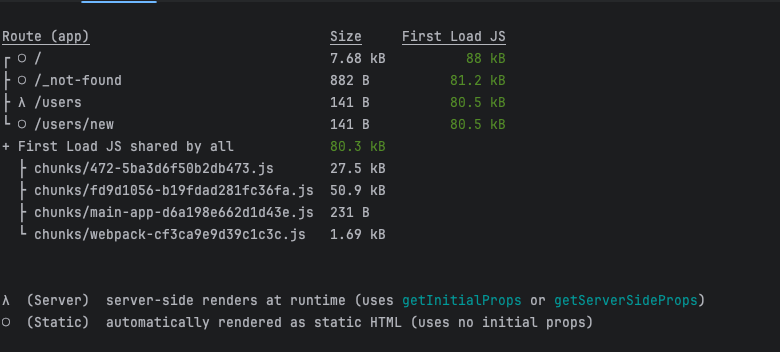 Route (app)                              Size     First Load JS
┌ ○ /                                    7.68 kB          88 kB
├ ○ /_not-found                          882 B          81.2 kB
├ λ /users                               141 B          80.5 kB
└ ○ /users/new                           141 B          80.5 kB
+ First Load JS shared by all            80.3 kB
  ├ chunks/472-5ba3d6f50b2db473.js       27.5 kB
  ├ chunks/fd9d1056-b19fdad281fc36fa.js  50.9 kB
  ├ chunks/main-app-d6a198e662d1d43e.js  231 B
  └ chunks/webpack-cf3ca9e9d39c1c3c.js   1.69 kB
λ  (Server)  server-side renders at runtime (uses getInitialProps or getServerSideProps)
○  (Static)  automatically rendered as static HTML (uses no initial props)